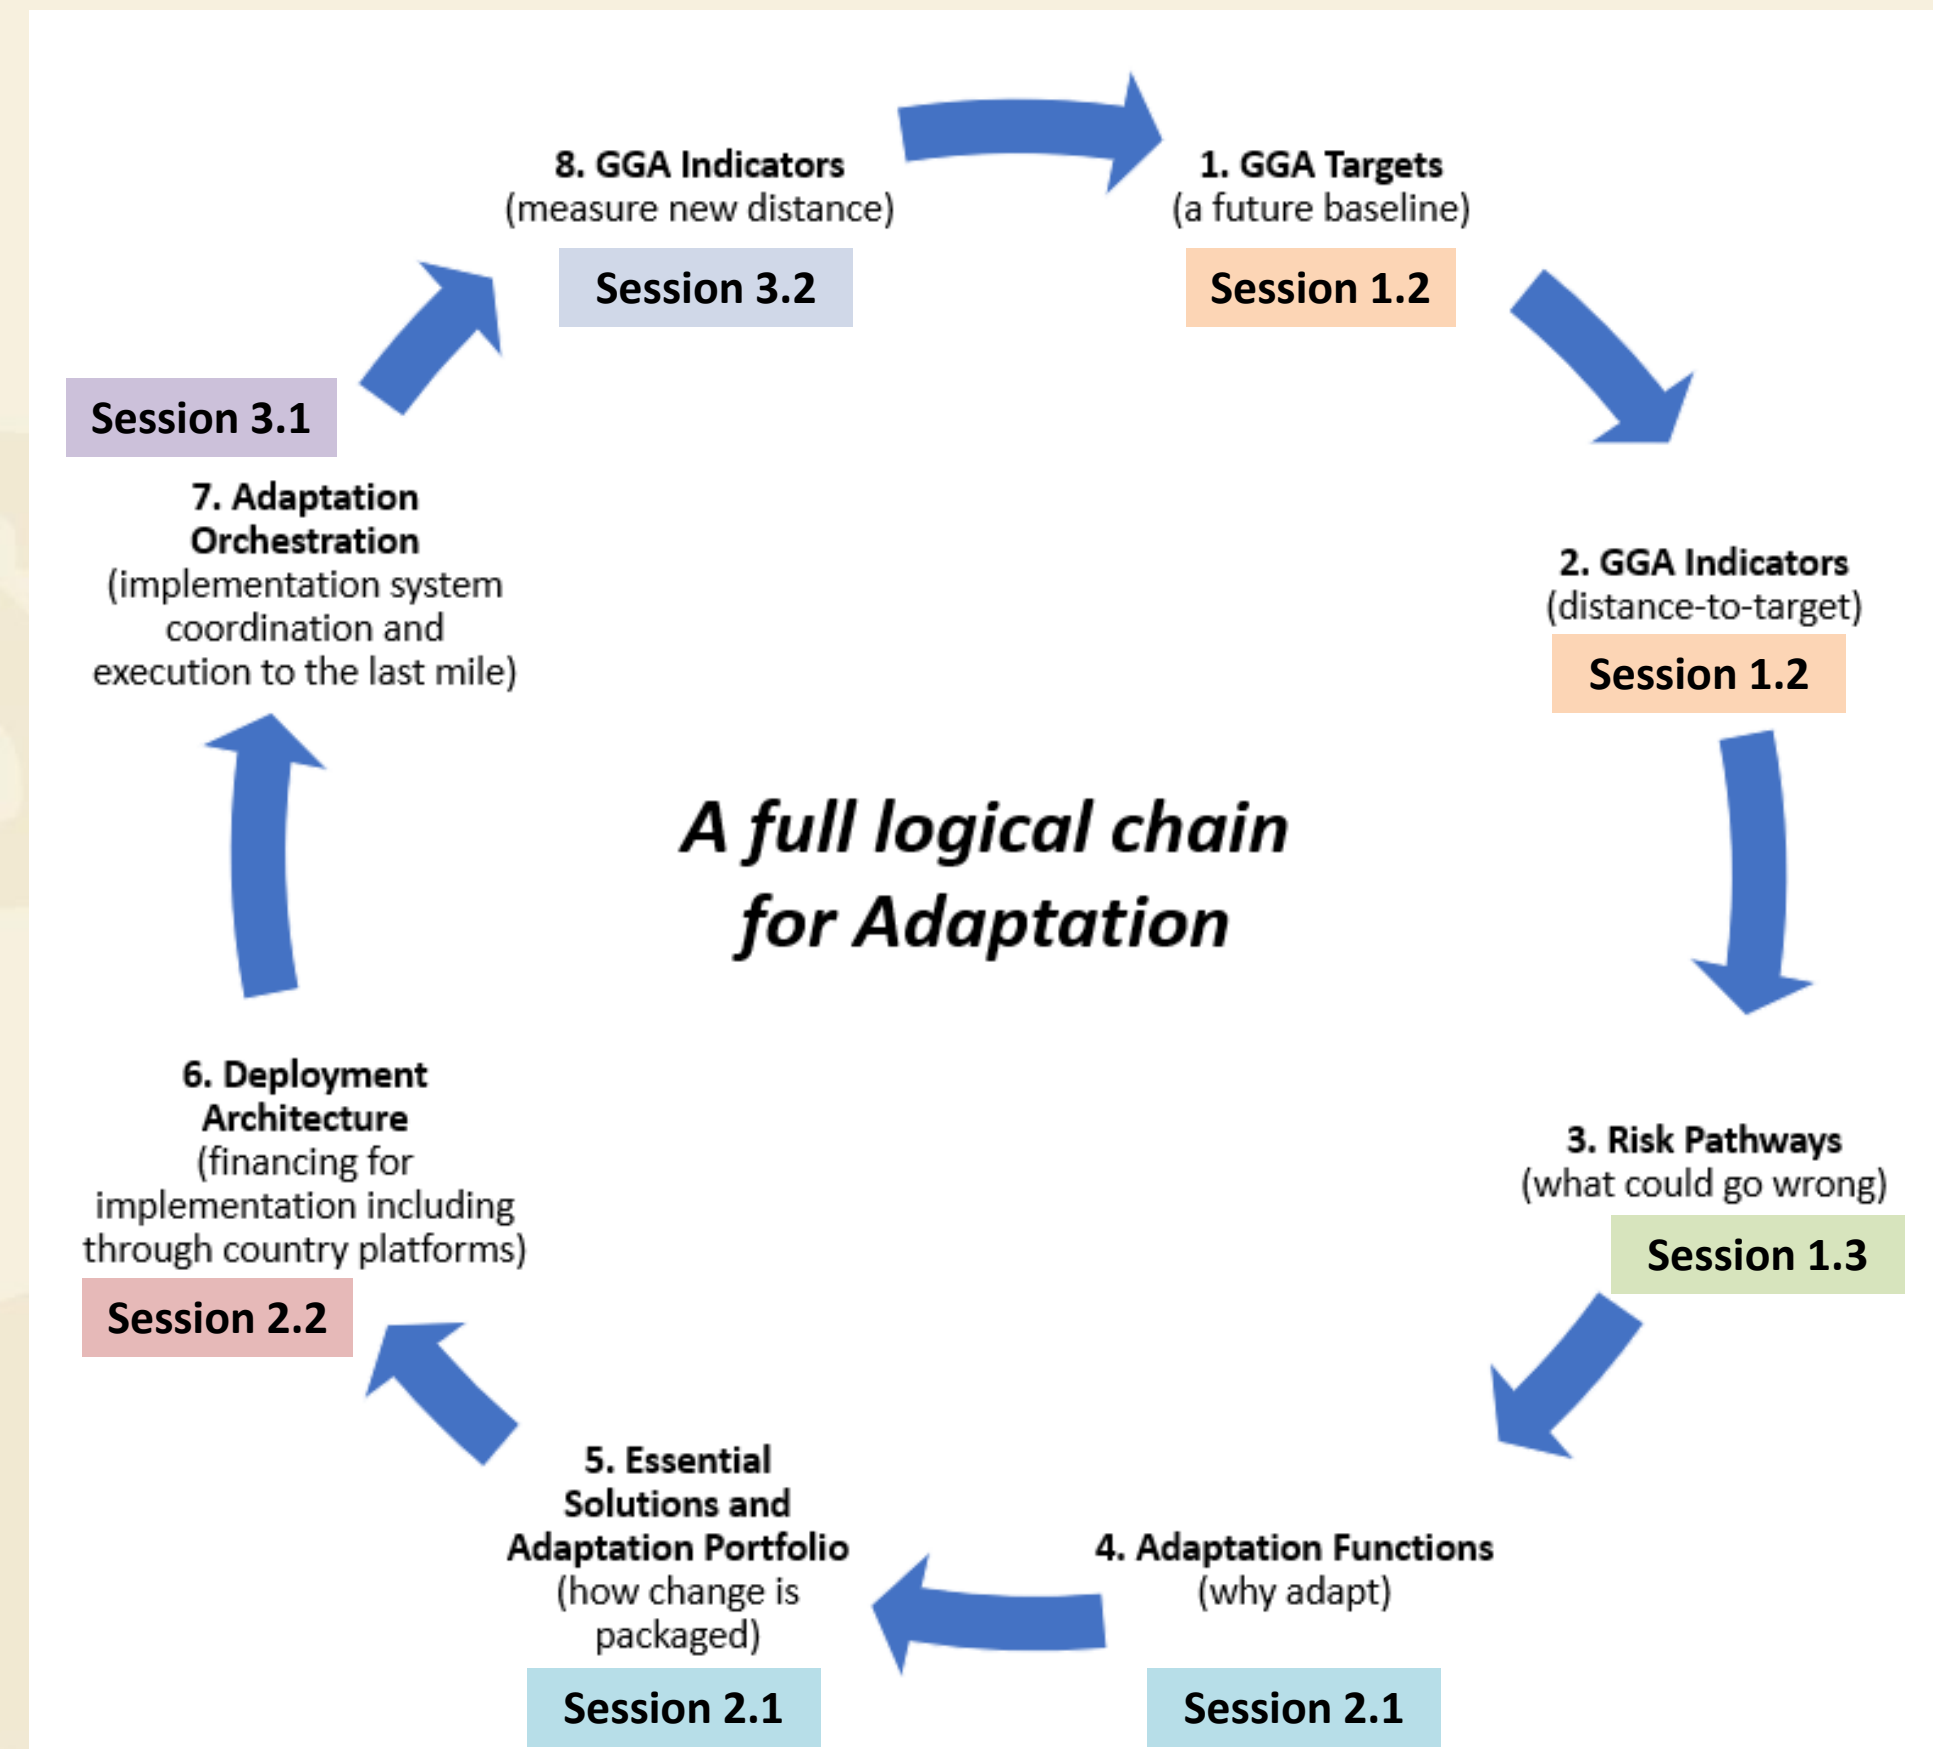 1. GGA Targets
(a future baseline)
Session 1.2
2. GGA Indicators
(distance-to-target)
Session 1.2
3. Risk Pathways
(what could go wrong)
Session 1.3
4. Adaptation Functions
(why adapt)
Session 2.1
5. Essential
Solutions and
Adaptation Portfolio
(how change is
packaged)
Session 2.1
6. Deployment
Architecture
(financing for
implementation including
through country platforms)
Session 2.2
Session 3.1
7. Adaptation
Orchestration
(implementation system
coordination and
execution to the last mile)
8. GGA Indicators
(measure new distance)
Session 3.2
A full logical chain
for Adaptation